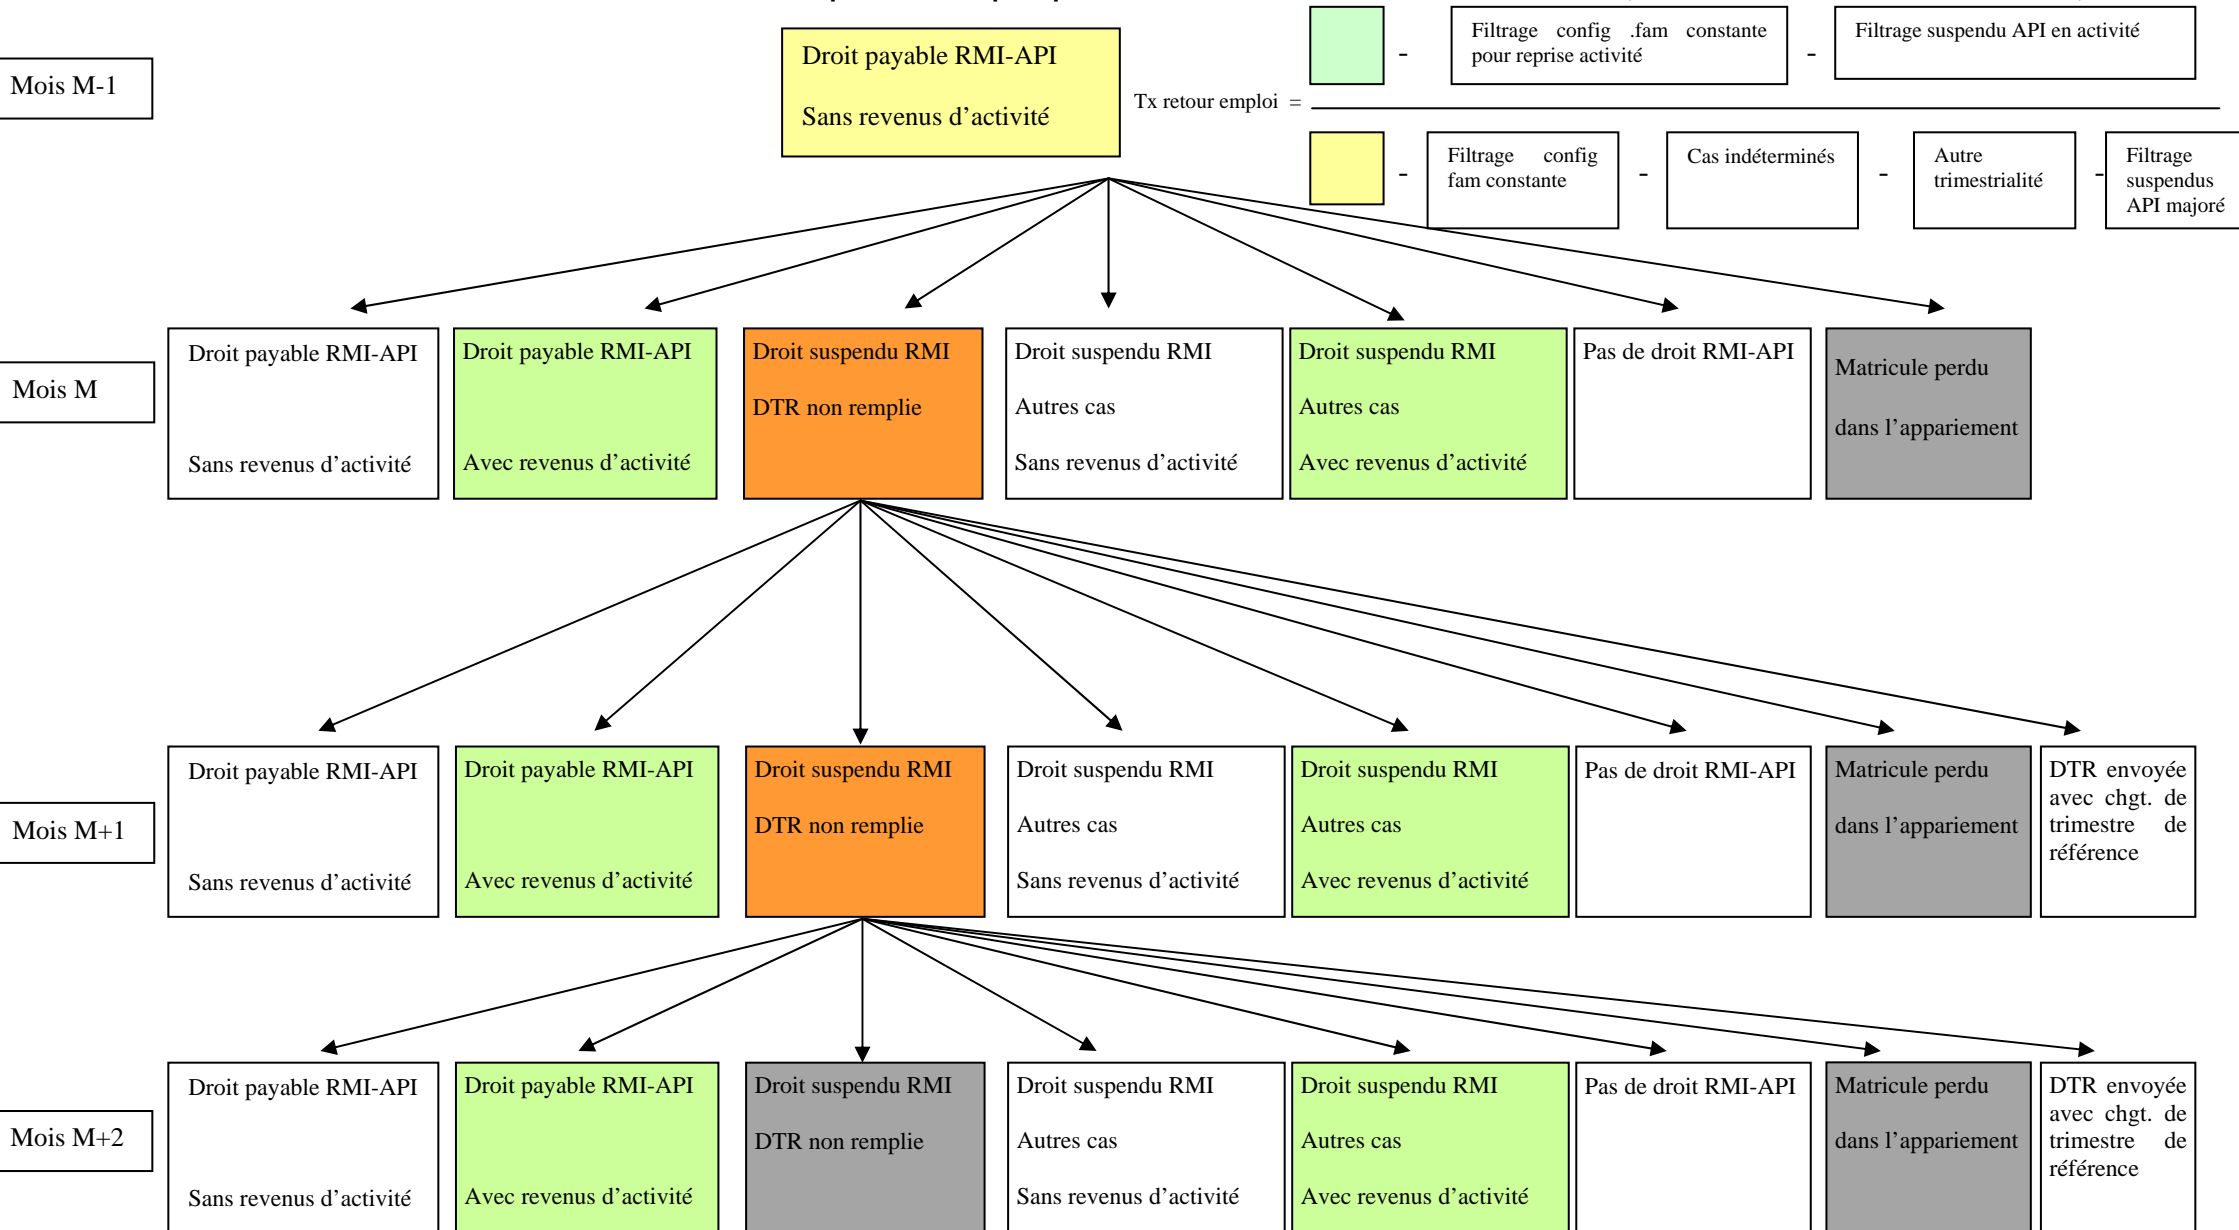 Filtrage config .fam constante
pour reprise activité
-
-
Filtrage suspendu API en activité
Mois M-1
Droit payable RMI-API
Sans revenus d'activité
Tx retour emploi =
-
Filtrage config
fam constante
-
Cas indéterminés
-
Autre
trimestrialité
-
Filtrage
suspendus
API majoré
Mois M
Droit payable RMI-API
Sans revenus d'activité
Droit payable RMI-API
Avec revenus d'activité
Droit suspendu RMI
DTR non remplie
Droit suspendu RMI
Autres cas
Sans revenus d'activité
Droit suspendu RMI
Autres cas
Avec revenus d'activité
Pas de droit RMI-API
Matricule perdu
dans l'appariement
Mois M+1
Droit payable RMI-API
Sans revenus d'activité
Droit payable RMI-API
Avec revenus d'activité
Droit suspendu RMI
DTR non remplie
Droit suspendu RMI
Autres cas
Sans revenus d'activité
Droit suspendu RMI
Autres cas
Avec revenus d'activité
Pas de droit RMI-API
Matricule perdu
dans l'appariement
DTR envoyée
avec chgt. de
trimestre de
référence
Mois M+2
Droit payable RMI-API
Sans revenus d'activité
Droit payable RMI-API
Avec revenus d'activité
Droit suspendu RMI
DTR non remplie
Droit suspendu RMI
Autres cas
Sans revenus d'activité
Droit suspendu RMI
Autres cas
Avec revenus d'activité
Pas de droit RMI-API
Matricule perdu
dans l'appariement
DTR envoyée
avec chgt. de
trimestre de
référence